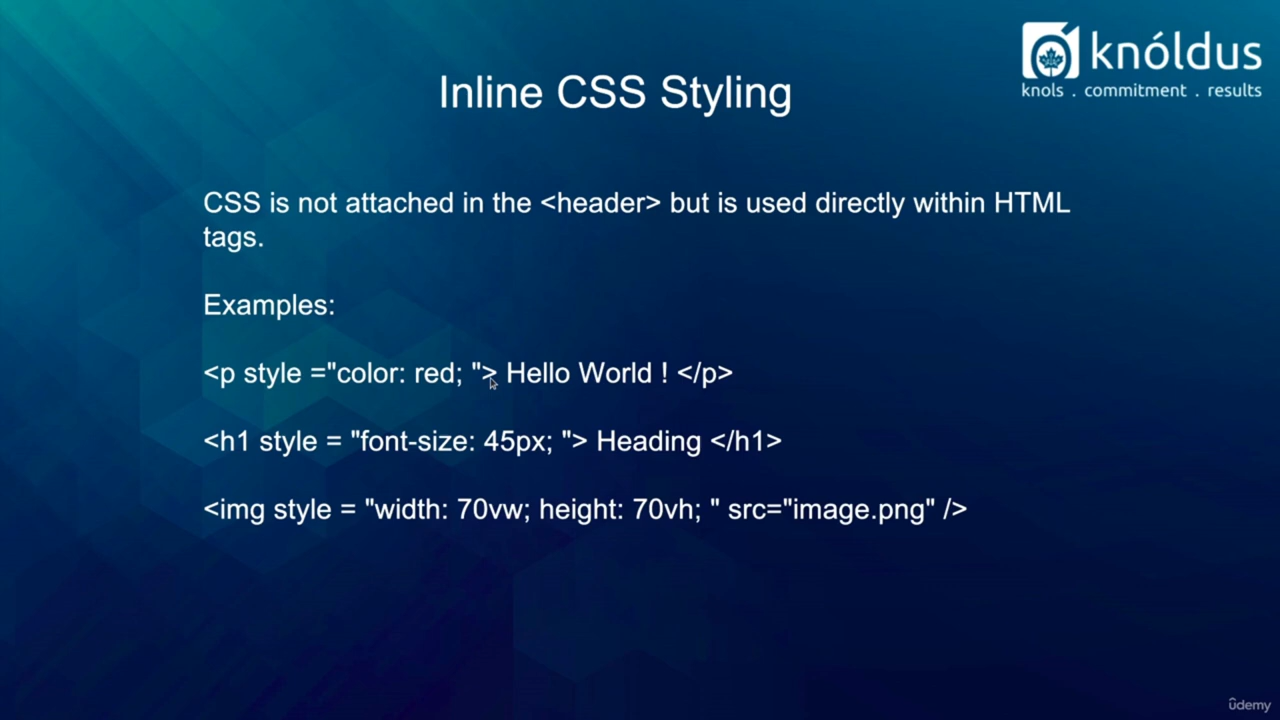 knóldus
knols . commitment . results
Inline CSS Styling
CSS is not attached in the <header> but is used directly within HTML
tags.
Examples:
<p style ="color: red; "> Hello World ! </p>
<h1 style = "font-size: 45px; "> Heading </h1>
<img style = "width: 70vw; height: 70vh; " src="image.png" />
ûdemy